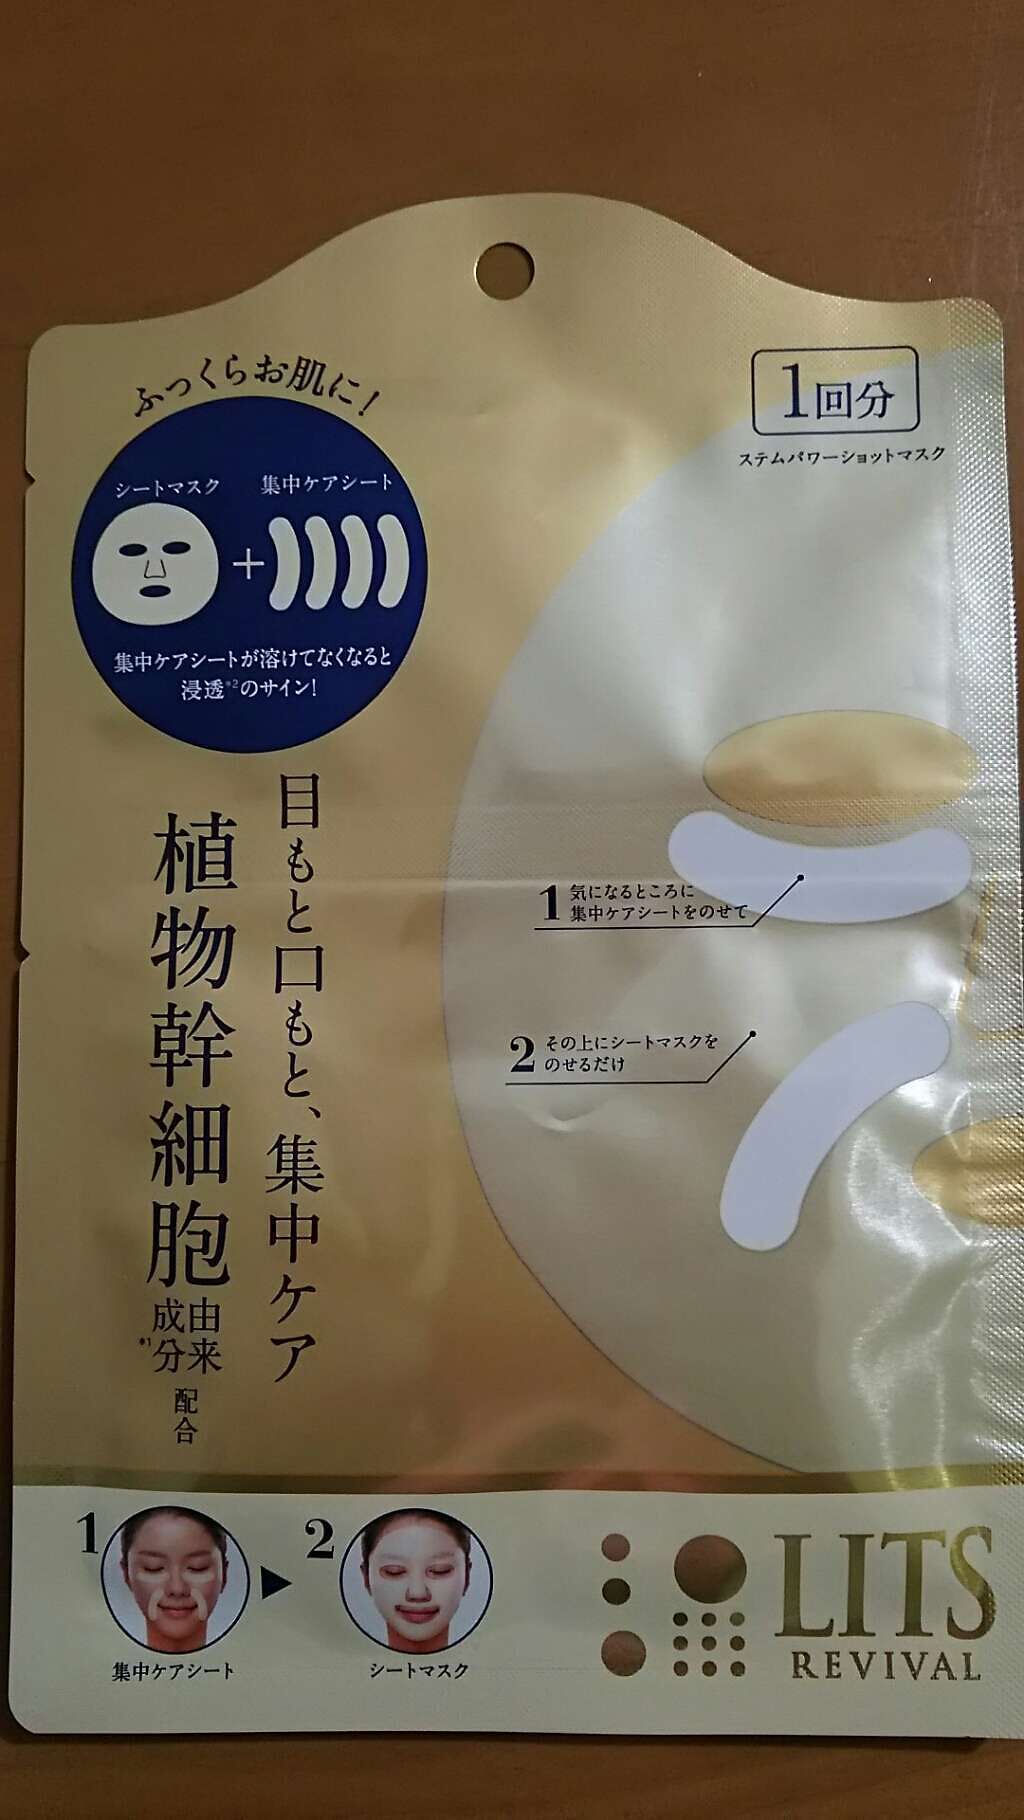 ふっくらお肌に!
シートマスク 集中ケアシート
+
集中ケアシートが溶けてなくなると
浸透※2のサイン!
1回分
ステムパワーショットマスク
目もと口もと、集中ケア
植物幹細胞由来成分※1配合
1 気になるところに
集中ケアシートをのせて
2 その上にシートマスクを
のせるだけ
1
2
集中ケアシート
シートマスク
LITS
REVIVAL